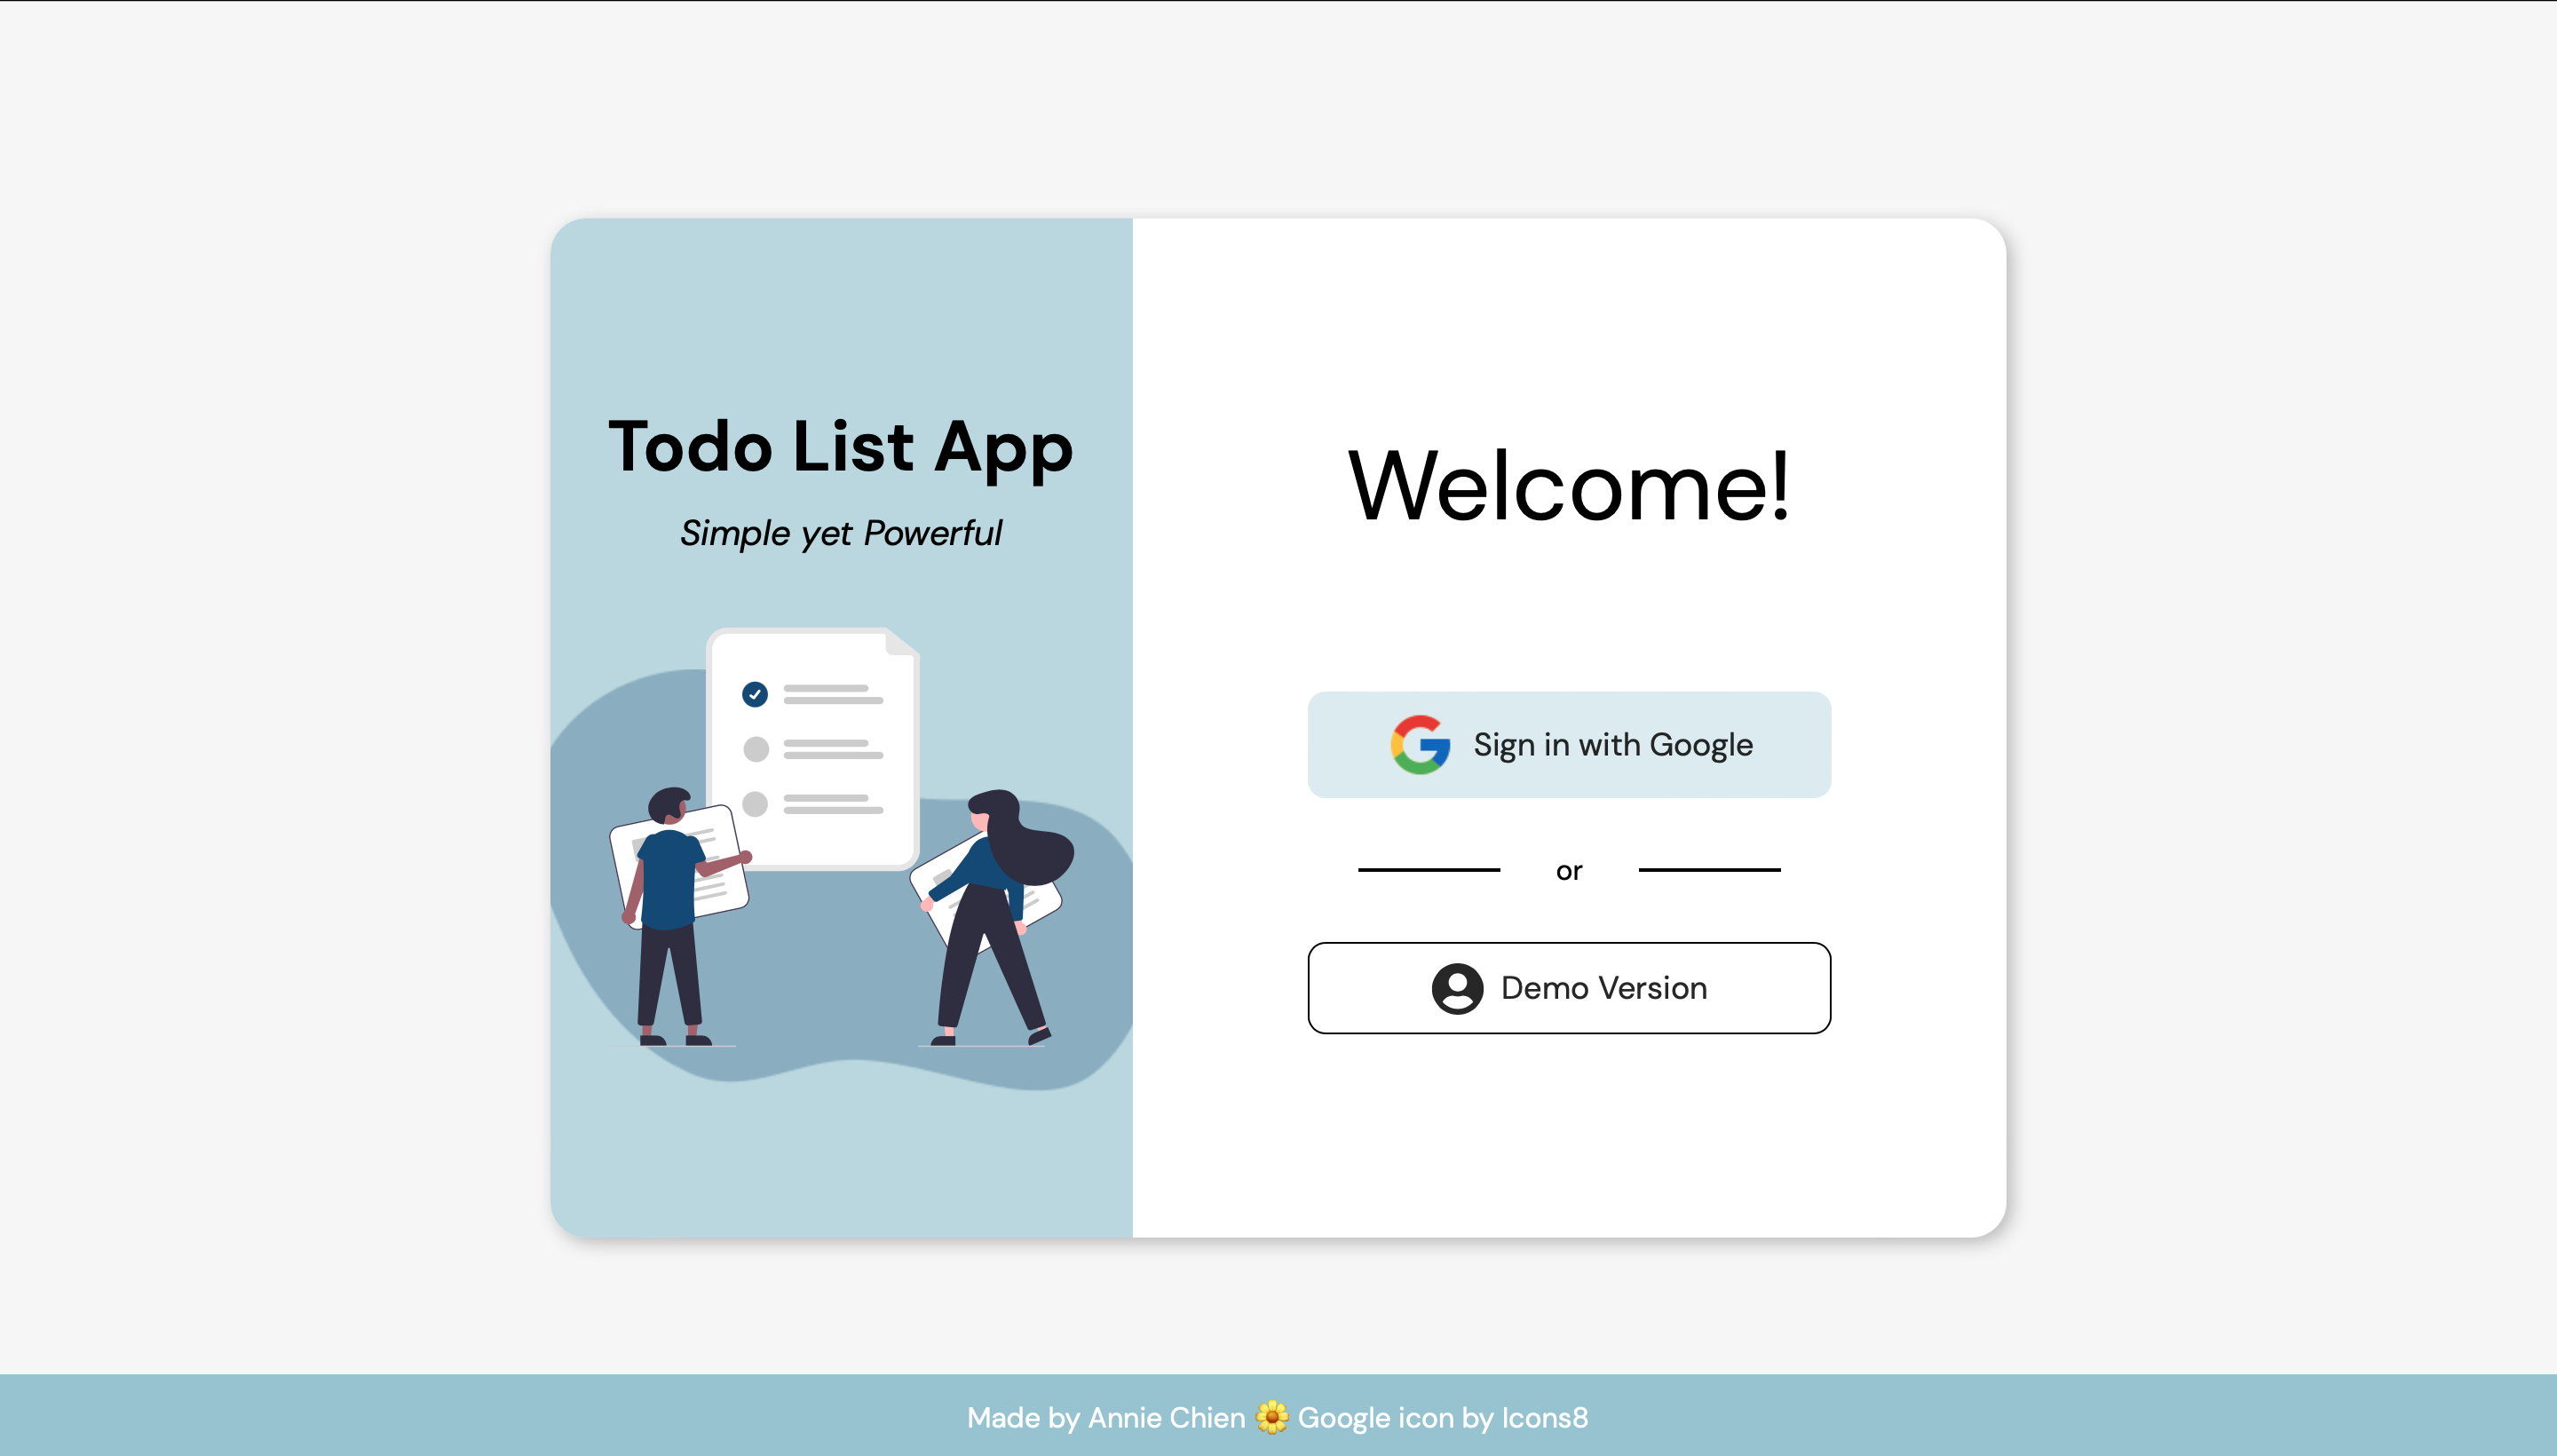 Todo List App
Simple yet Powerful
Welcome!
Sign in with Google
or
Demo Version
Made by Annie Chien 🌼 Google icon by Icons8